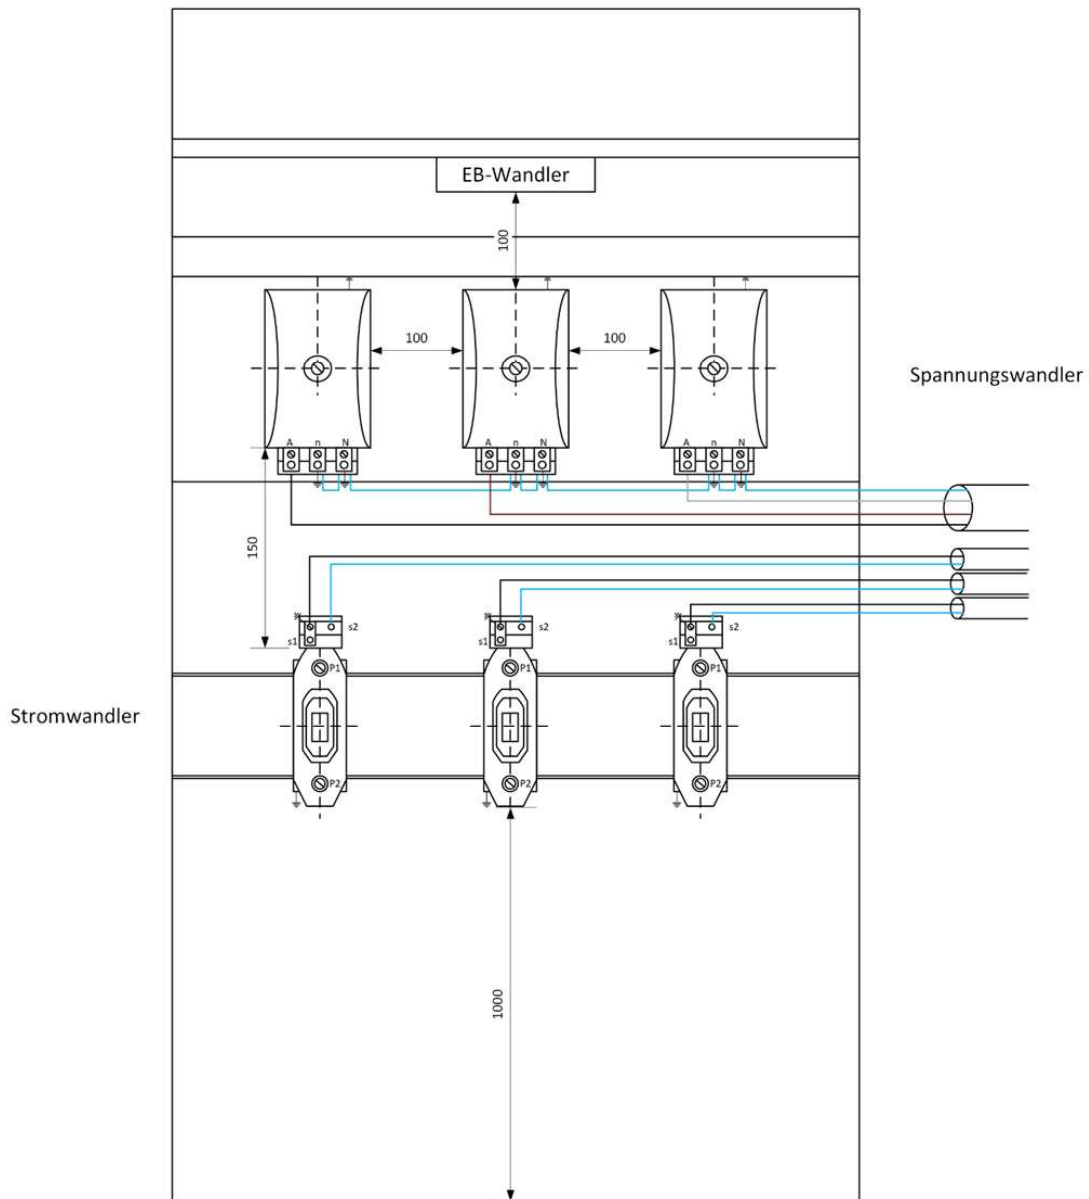 EB-Wandler
100
100
100
Spannungswandler
A n N
A n N
A n N
150
s1 s2
s1 s2
s1 s2
P1
P1
P1
Stromwandler
P2
P2
P2
1000